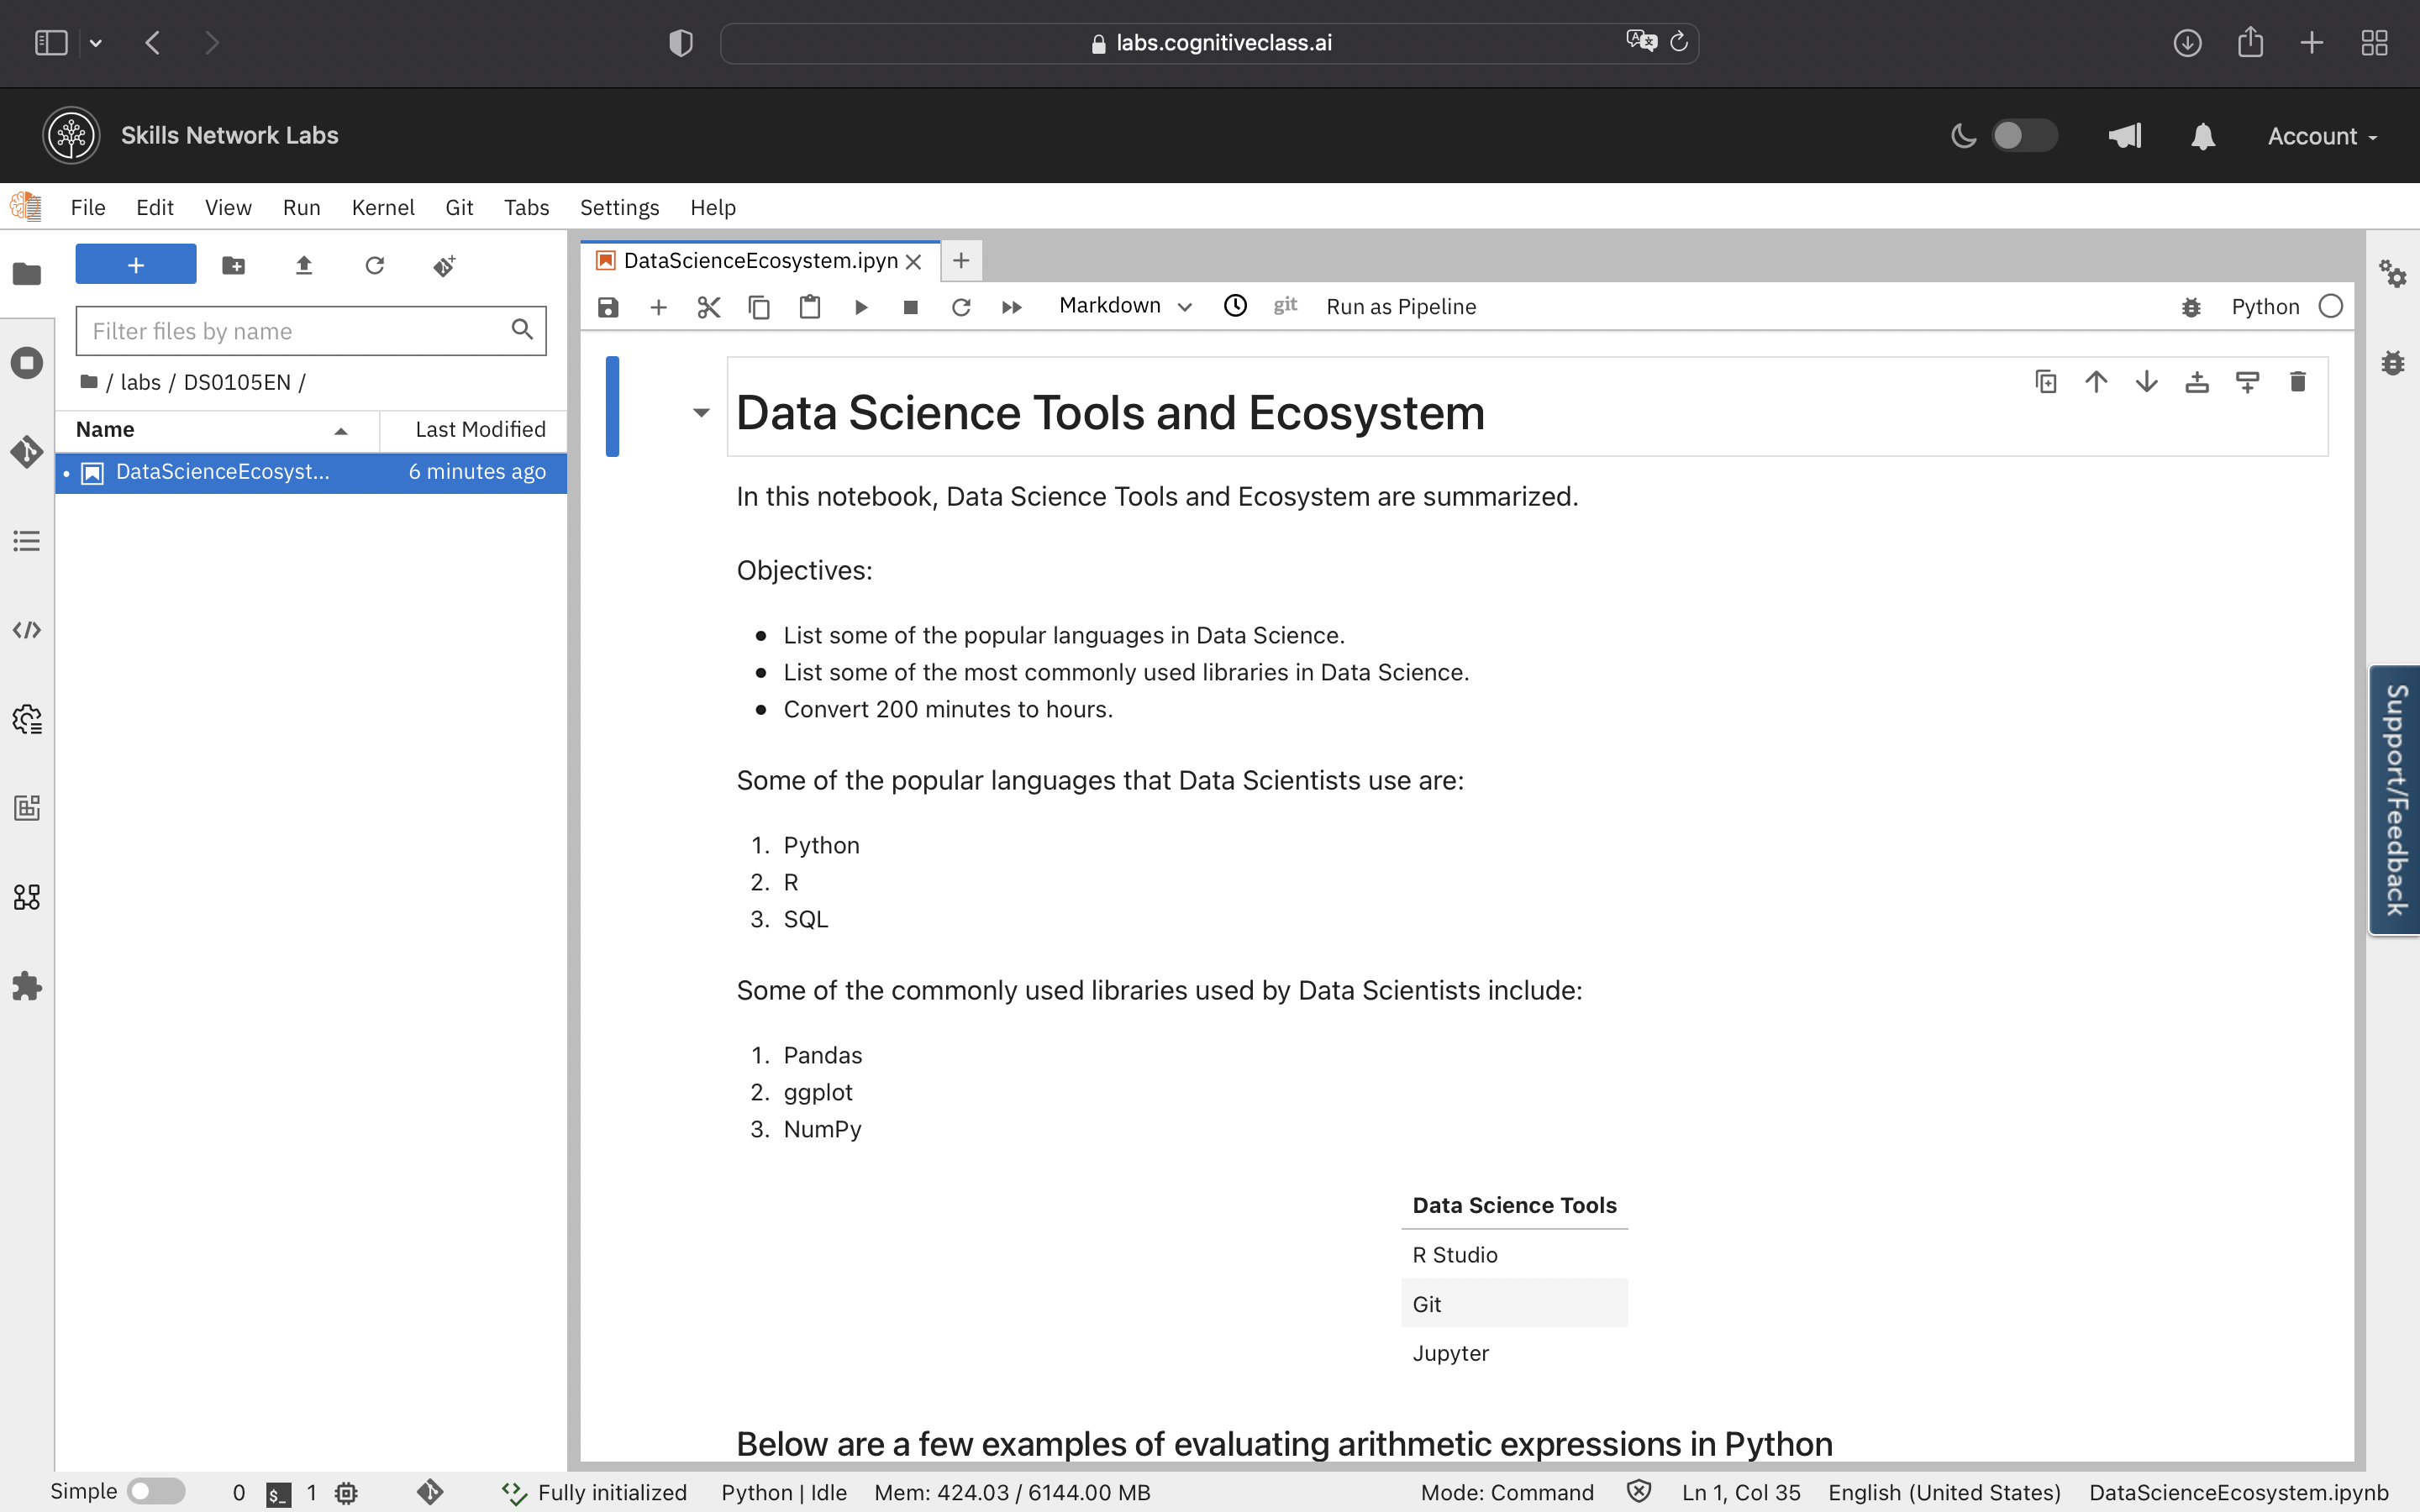 labs.cognitiveclass.ai
Skills Network Labs
Account
File Edit View Run Kernel Git Tabs Settings Help
DataScienceEcosystem.ipyn
Filter files by name
Markdown
git
Run as Pipeline
Python
/ labs / DS0105EN /
Name Last Modified
DataScienceEcosyst... 6 minutes ago
Data Science Tools and Ecosystem
In this notebook, Data Science Tools and Ecosystem are summarized.
Objectives:
• List some of the popular languages in Data Science.
• List some of the most commonly used libraries in Data Science.
• Convert 200 minutes to hours.
Some of the popular languages that Data Scientists use are:
1. Python
2. R
3. SQL
Some of the commonly used libraries used by Data Scientists include:
1. Pandas
2. ggplot
3. NumPy
Data Science Tools
R Studio
Git
Jupyter
Below are a few examples of evaluating arithmetic expressions in Python
Support/Feedback
Simple 0 $_ 1 Fully initialized Python | Idle Mem: 424.03 / 6144.00 MB Mode: Command Ln 1, Col 35 English (United States) DataScienceEcosystem.ipynb